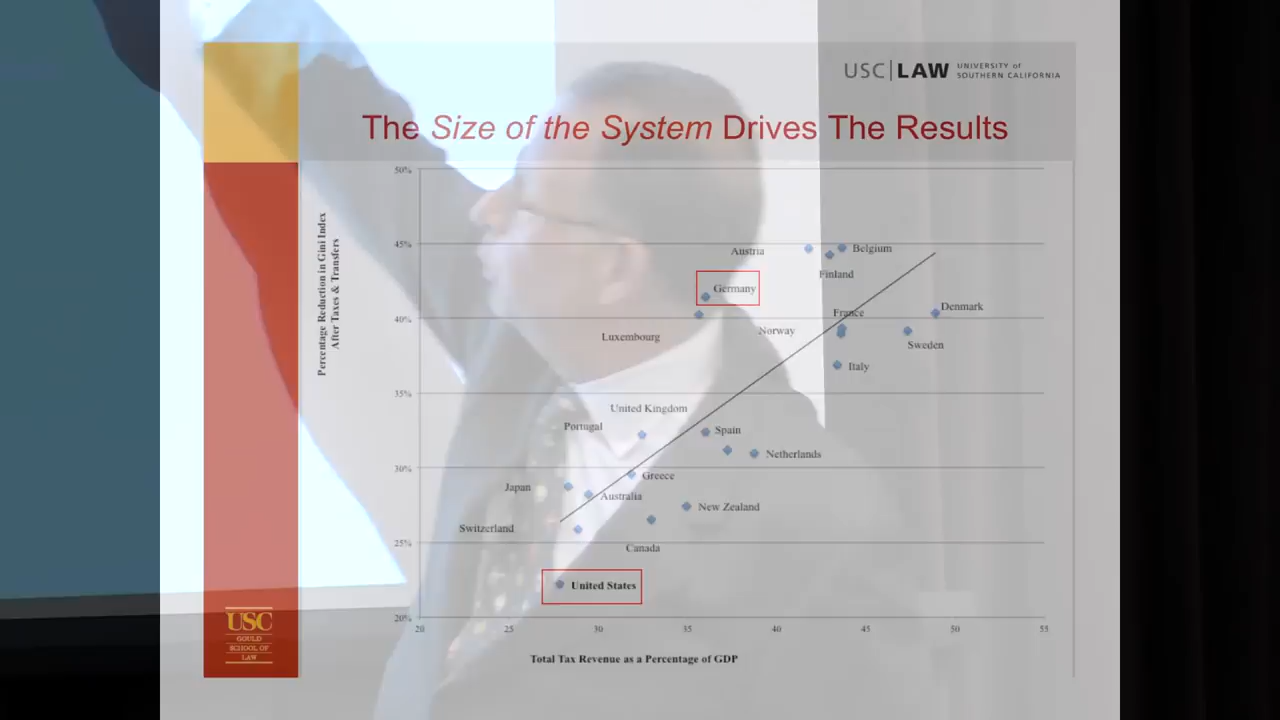 USC LAW UNIVERSITY of
SOUTHERN CALIFORNIA
The Size of the System Drives The Results
Percentage Reduction in Gini Index
After Taxes & Transfers
50%
45%
40%
35%
30%
25%
20%
Austria
Belgium
Finland
Germany
Denmark
France
Norway
Luxembourg
Sweden
Italy
United Kingdom
Portugal
Spain
Netherlands
Greece
Japan
Australia
New Zealand
Switzerland
Canada
United States
20 25 30 35 40 45 50 55
Total Tax Revenue as a Percentage of GDP
USC
GOULD
SCHOOL OF
LAW